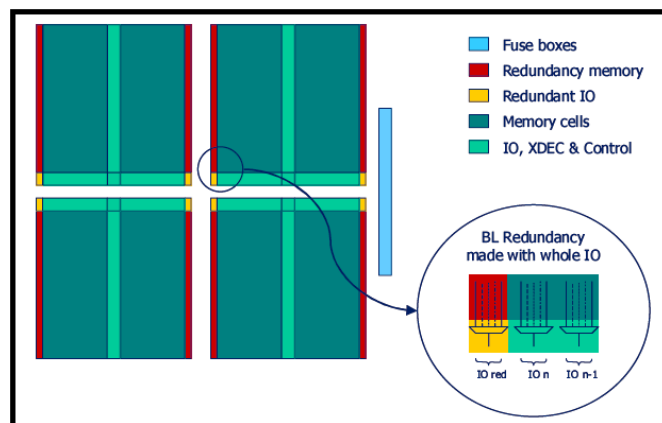 Fuse boxes
Redundancy memory
Redundant IO
Memory cells
IO, XDEC & Control
BL Redundancy
made with whole IO
IO red
IO n
IO n-1